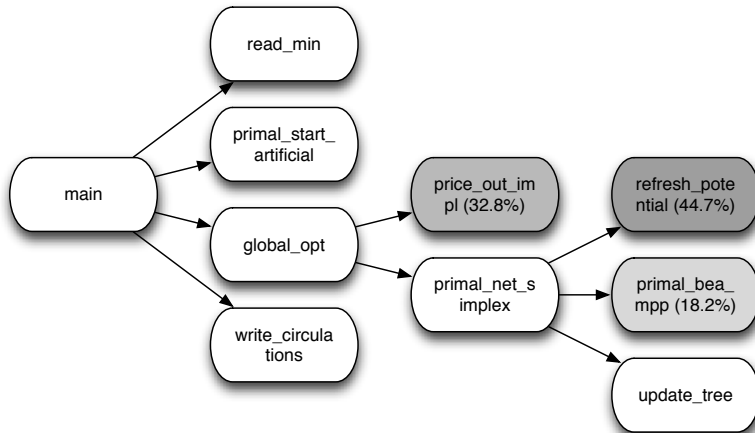 read_min
primal_start_
artificial
main
global_opt
write_circula
tions
price_out_im
pl (32.8%)
primal_net_s
implex
refresh_pote
ntial (44.7%)
primal_bea_
mpp (18.2%)
update_tree